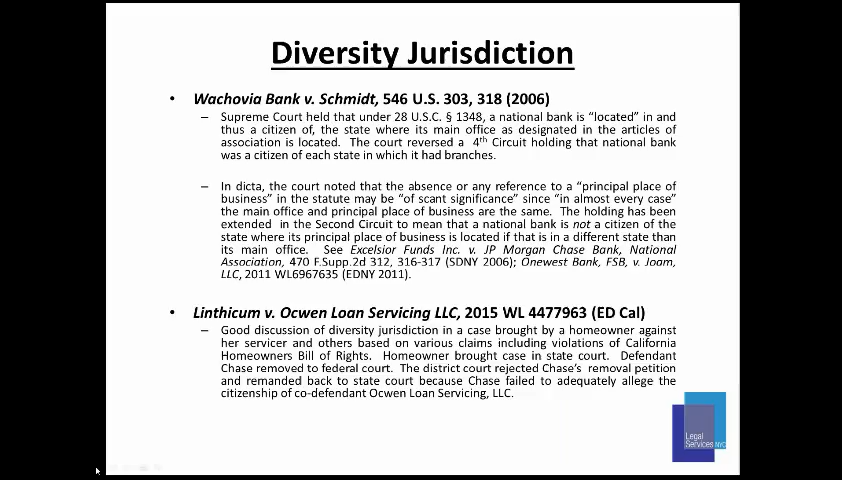 Diversity Jurisdiction
• Wachovia Bank v. Schmidt, 546 U.S. 303, 318 (2006)
– Supreme Court held that under 28 U.S.C. § 1348, a national bank is “located” in and
thus a citizen of, the state where its main office as designated in the articles of
association is located. The court reversed a 4th Circuit holding that national bank
was a citizen of each state in which it had branches.
– In dicta, the court noted that the absence or any reference to a “principal place of
business” in the statute may be “of scant significance” since “in almost every case”
the main office and principal place of business are the same. The holding has been
extended in the Second Circuit to mean that a national bank is not a citizen of the
state where its principal place of business is located if that is in a different state than
its main office. See Excelsior Funds Inc. v. JP Morgan Chase Bank, National
Association, 470 F.Supp.2d 312, 316-317 (SDNY 2006); Onewest Bank, FSB, v. Joam,
LLC, 2011 WL6967635 (EDNY 2011).
• Linthicum v. Ocwen Loan Servicing LLC, 2015 WL 4477963 (ED Cal)
– Good discussion of diversity jurisdiction in a case brought by a homeowner against
her servicer and others based on various claims including violations of California
Homeowners Bill of Rights. Homeowner brought case in state court. Defendant
Chase removed to federal court. The district court rejected Chase’s removal petition
and remanded back to state court because Chase failed to adequately allege the
citizenship of co-defendant Ocwen Loan Servicing, LLC.
Legal
Services NYC